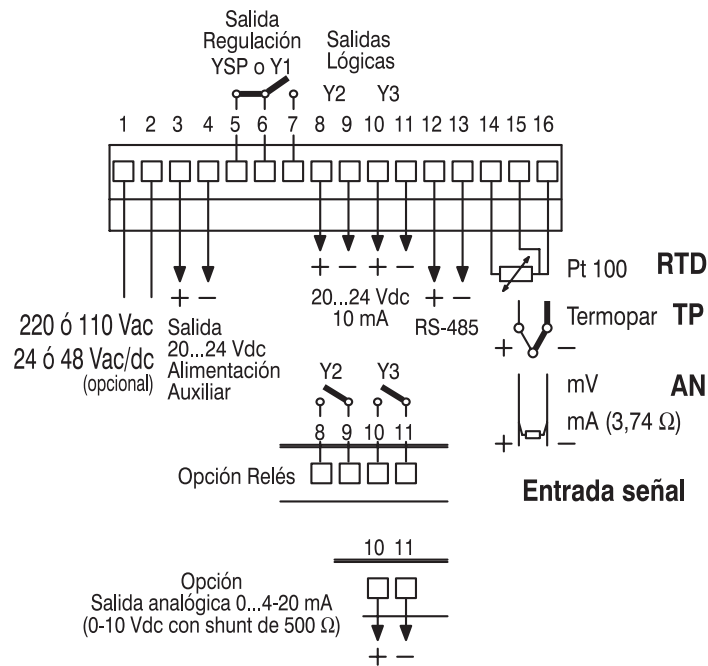 Salida
Regulación
YSP o Y1
Salidas
Lógicas
Y2 Y3
1 2 3 4 5 6 7 8 9 10 11 12 13 14 15 16
220 ó 110 Vac
24 ó 48 Vac/dc
(opcional)
+ −
Salida
20...24 Vdc
Alimentación
Auxiliar
+ − + −
20...24 Vdc
10 mA
+ −
RS-485
Pt 100 RTD
Termopar TP
+ −
mV AN
mA (3,74 Ω)
+ −
Entrada señal
Y2 Y3
8 9 10 11
Opción Relés
10 11
Opción
Salida analógica 0...4-20 mA
(0-10 Vdc con shunt de 500 Ω)
+ −